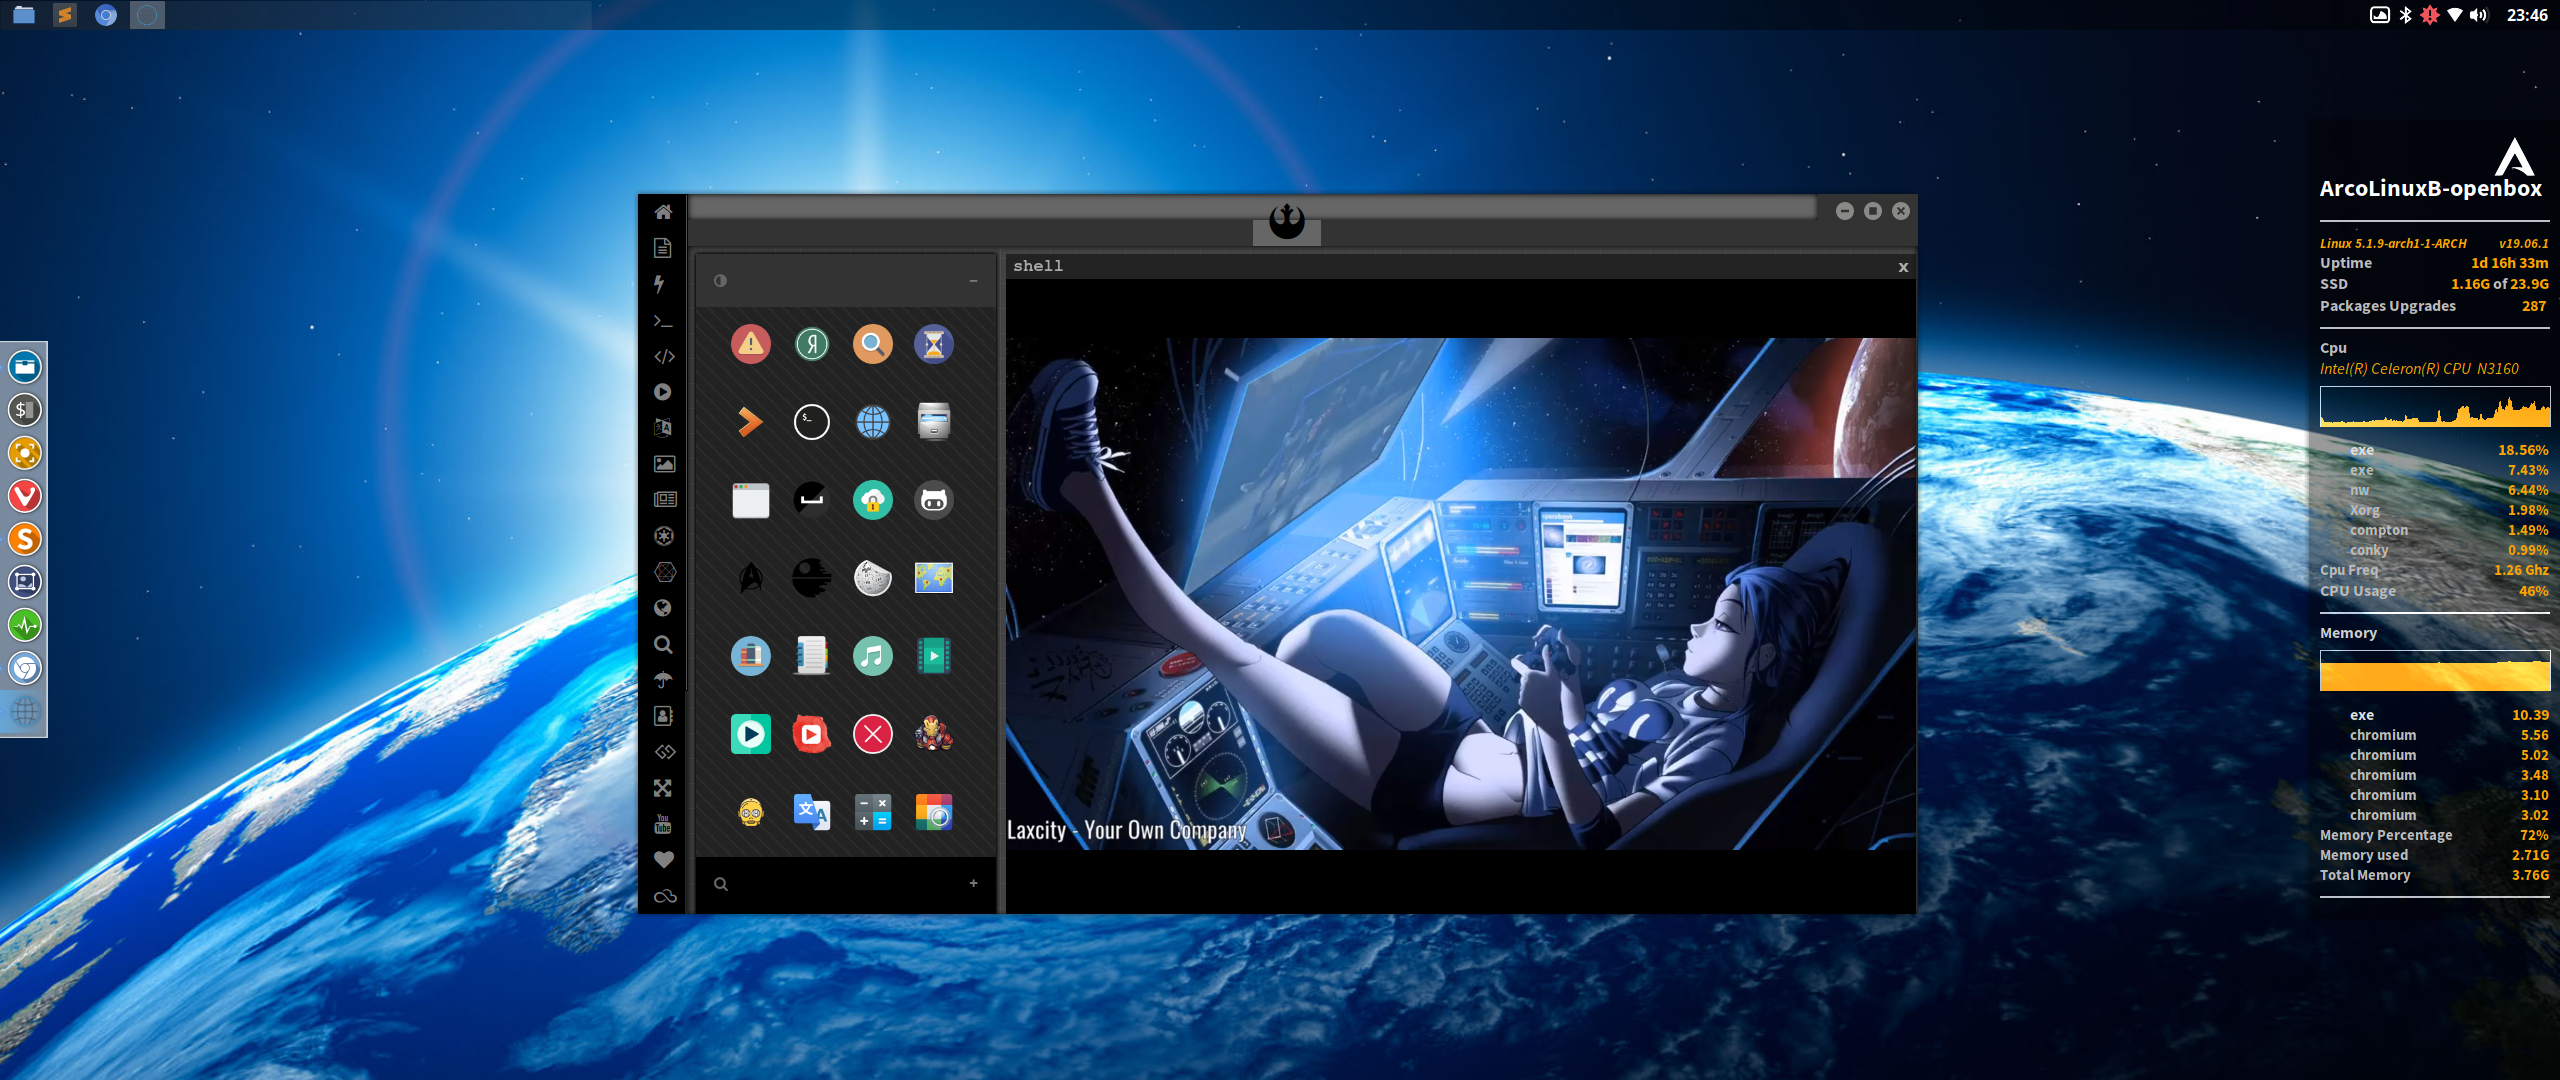 23:46
ArcoLinuxB-openbox
Linux 5.1.9-arch1-1-ARCH v19.06.1
Uptime 1d 16h 33m
SSD 1.16G of 23.9G
Packages Upgrades 287
Cpu
Intel(R) Celeron(R) CPU N3160
exe 18.56%
exe 7.43%
nw 6.44%
Xorg 1.98%
compton 1.49%
conky 0.99%
Cpu Freq 1.26 Ghz
CPU Usage 46%
Memory
exe 10.39
chromium 5.56
chromium 5.02
chromium 3.48
chromium 3.10
chromium 3.02
Memory Percentage 72%
Memory used 2.71G
Total Memory 3.76G
shell x
Laxcity - Your Own Company
You
Tube